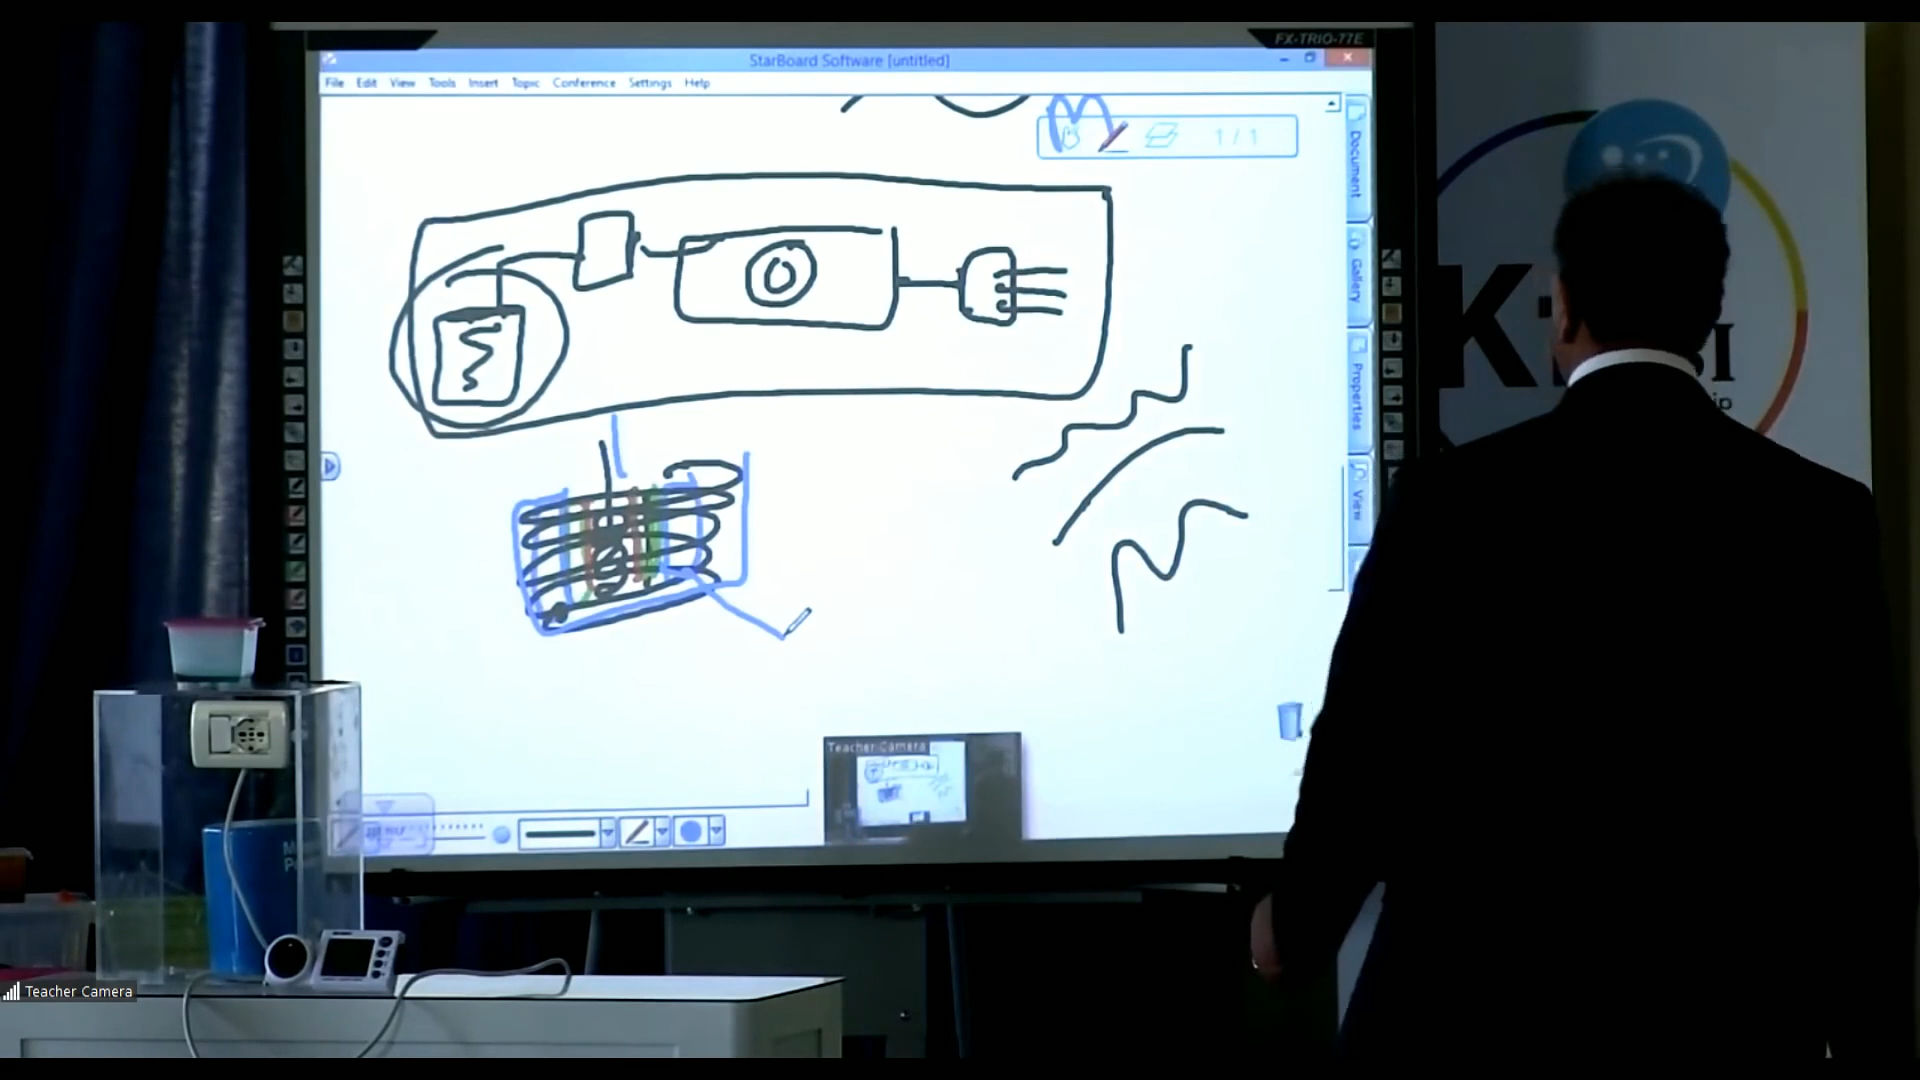 FX-TRIO-77E
StarBoard Software [untitled]
File Edit View Tools Insert Topic Conference Settings Help
1 / 1
Document
Gallery
Properties
View
Teacher Camera
Teacher Camera